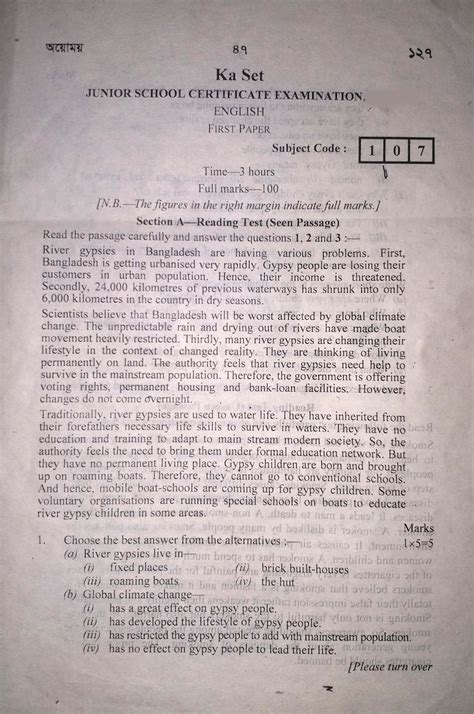 অয়োময় ৪৭ ১২৭
Ka Set
JUNIOR SCHOOL CERTIFICATE EXAMINATION,
ENGLISH
FIRST PAPER
Subject Code : 1 0 7
Time—3 hours
Full marks—100
[N.B.—The figures in the right margin indicate full marks.]
Section A—Reading Test (Seen Passage)
Read the passage carefully and answer the questions 1, 2 and 3 :—
River gypsies in Bangladesh are having various problems. First,
Bangladesh is getting urbanised very rapidly. Gypsy people are losing their
customers in urban population. Hence, their income is threatened.
Secondly, 24,000 kilometres of previous waterways has shrunk into only
6,000 kilometres in the country in dry seasons.
Scientists believe that Bangladesh will be worst affected by global climate
change. The unpredictable rain and drying out of rivers have made boat
movement heavily restricted. Thirdly, many river gypsies are changing their
lifestyle in the context of changed reality. They are thinking of living
permanently on land. The authority feels that river gypsies need help to
survive in the mainstream population. Therefore, the government is offering
voting rights, permanent housing and bank-loan facilities. However,
changes do not come overnight.
Traditionally, river gypsies are used to water life. They have inherited from
their forefathers necessary life skills to survive in waters. They have no
education and training to adapt to main stream modern society. So, the
authority feels the need to bring them under formal education network. But
they have no permanent living place. Gypsy children are born and brought
up on roaming boats. Therefore, they cannot go to conventional schools.
And hence, mobile boat-schools are coming up for gypsy children. Some
voluntary organisations are running special schools on boats to educate
river gypsy children in some areas.
Marks
1. Choose the best answer from the alternatives :— 1×5=5
(a) River gypsies live in—
(i) fixed places (ii) brick built-houses
(iii) roaming boats (iv) the hut
(b) Global climate change—
(i) has a great effect on gypsy people.
(ii) has developed the lifestyle of gypsy people.
(iii) has restricted the gypsy people to add with mainstream population.
(iv) has no effect on gypsy people to lead their life.
[Please turn over